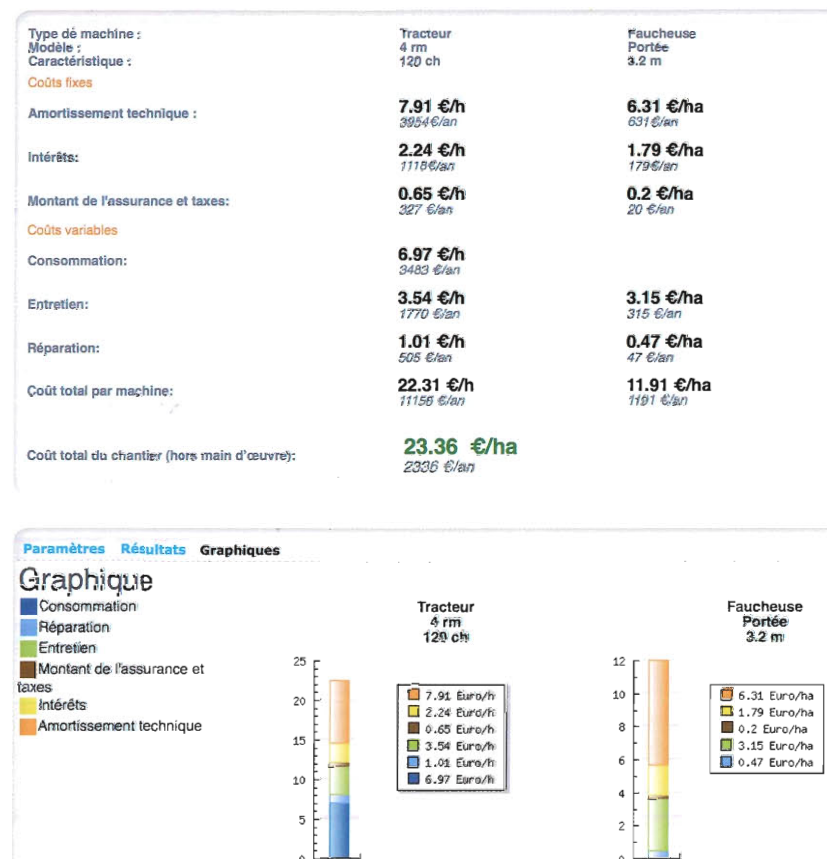 Type de machine : Tracteur Faucheuse
Modèle : 4 rm Portée
Caractéristique : 120 ch 3.2 m
Coûts fixes
Amortissement technique : 7.91 €/h 6.31 €/ha
3954€/an 631€/an
Intérêts: 2.24 €/h 1.79 €/ha
1118€/an 179€/an
Montant de l'assurance et taxes: 0.65 €/h 0.2 €/ha
327 €/an 20 €/an
Coûts variables
Consommation: 6.97 €/h
3483 €/an
Entretien: 3.54 €/h 3.15 €/ha
1770 €/an 315 €/an
Réparation: 1.01 €/h 0.47 €/ha
505 €/an 47 €/an
Coût total par machine: 22.31 €/h 11.91 €/ha
11156 €/an 1191 €/an
Coût total du chantier (hors main d'œuvre): 23.36 €/ha
2336 €/an
Paramètres Résultats Graphiques
Graphique
Consommation
Réparation
Entretien
Montant de l'assurance et
taxes
Intérêts
Amortissement technique
Tracteur
4 rm
120 ch
25
20
15
10
5
0
7.91 Euro/h
2.24 Euro/h
0.65 Euro/h
3.54 Euro/h
1.01 Euro/h
6.97 Euro/h
Faucheuse
Portée
3.2 m
12
10
8
6
4
2
0
6.31 Euro/ha
1.79 Euro/ha
0.2 Euro/ha
3.15 Euro/ha
0.47 Euro/ha